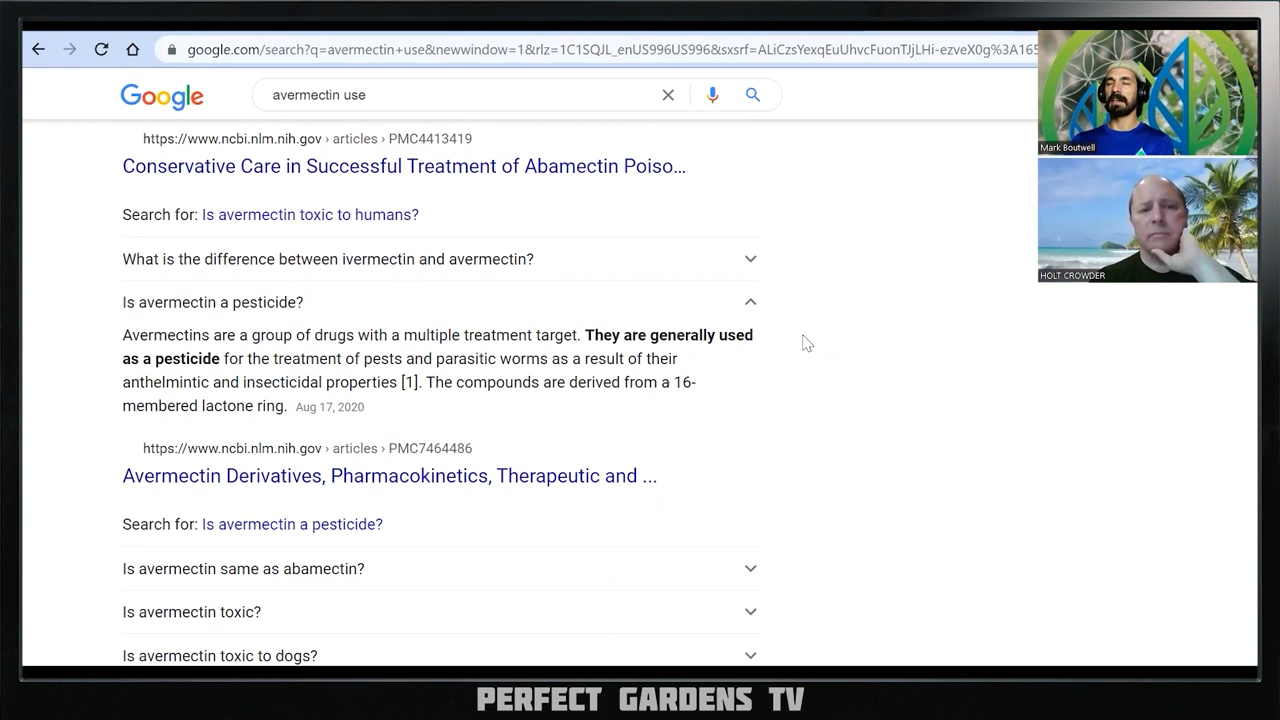 google.com/search?q=avermectin+use&newwindow=1&rlz=1C1SQJL_enUS996US996&sxsrf=ALiCzsYexqEuUhvcFuonTJjLHi-ezveX0g%3A165
Google
avermectin use
https://www.ncbi.nlm.nih.gov › articles › PMC4413419
Conservative Care in Successful Treatment of Abamectin Poiso...
Search for: Is avermectin toxic to humans?
What is the difference between ivermectin and avermectin?
Is avermectin a pesticide?
Avermectins are a group of drugs with a multiple treatment target. They are generally used
as a pesticide for the treatment of pests and parasitic worms as a result of their
anthelmintic and insecticidal properties [1]. The compounds are derived from a 16-
membered lactone ring. Aug 17, 2020
https://www.ncbi.nlm.nih.gov › articles › PMC7464486
Avermectin Derivatives, Pharmacokinetics, Therapeutic and ...
Search for: Is avermectin a pesticide?
Is avermectin same as abamectin?
Is avermectin toxic?
Is avermectin toxic to dogs?
Mark Boutwell
HOLT CROWDER
PERFECT GARDENS TV